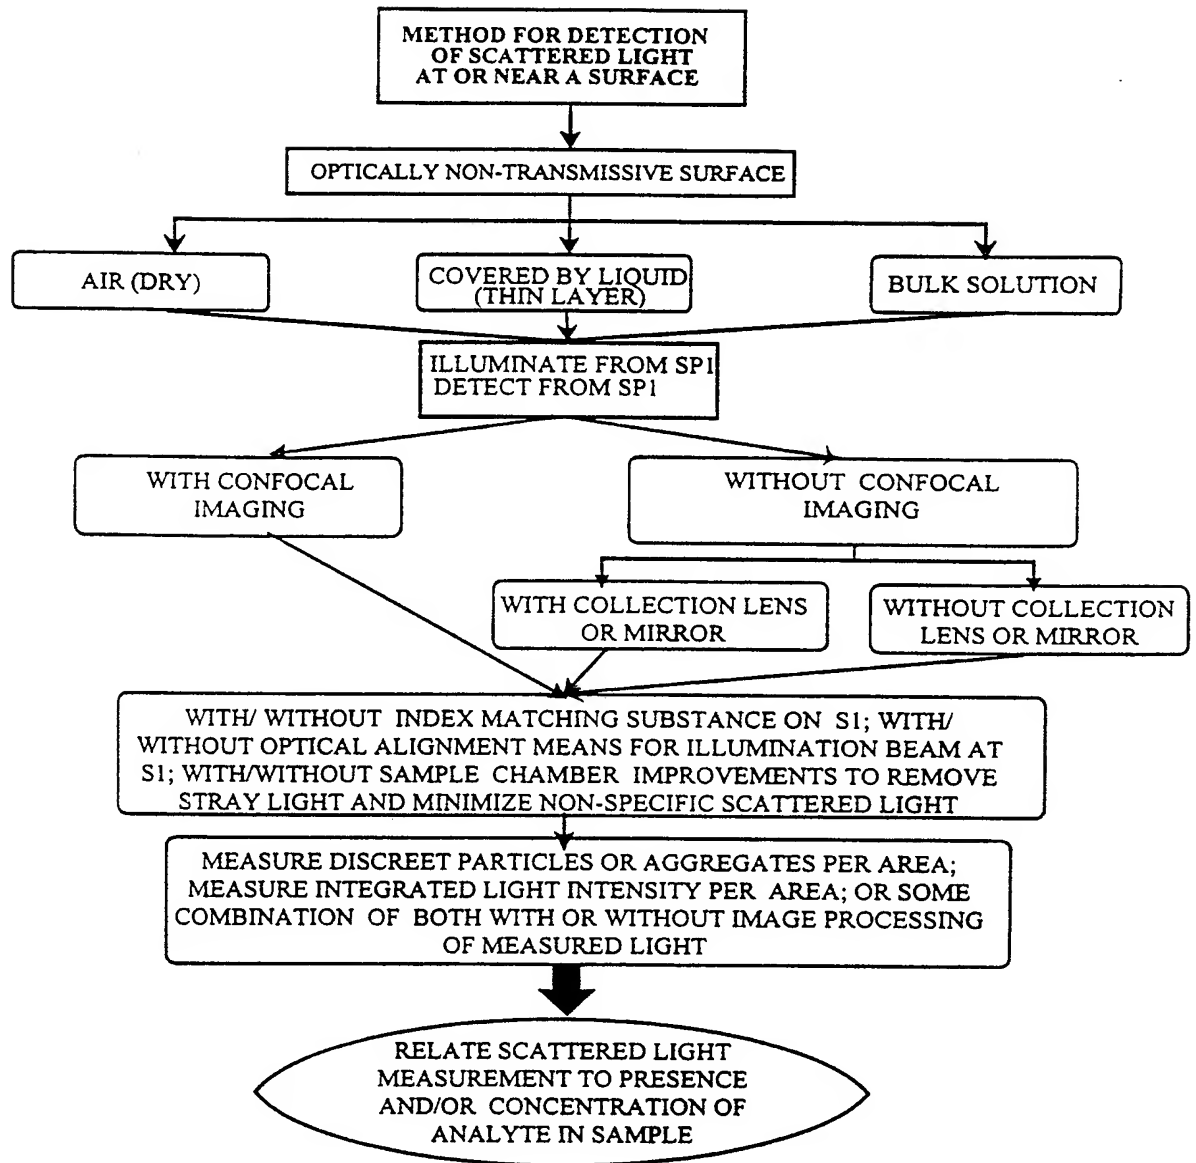 METHOD FOR DETECTION
OF SCATTERED LIGHT
AT OR NEAR A SURFACE
OPTICALLY NON-TRANSMISSIVE SURFACE
AIR (DRY)
COVERED BY LIQUID
(THIN LAYER)
BULK SOLUTION
ILLUMINATE FROM SP1
DETECT FROM SP1
WITH CONFOCAL
IMAGING
WITHOUT CONFOCAL
IMAGING
WITH COLLECTION LENS
OR MIRROR
WITHOUT COLLECTION
LENS OR MIRROR
WITH/ WITHOUT INDEX MATCHING SUBSTANCE ON S1; WITH/
WITHOUT OPTICAL ALIGNMENT MEANS FOR ILLUMINATION BEAM AT
S1; WITH/WITHOUT SAMPLE CHAMBER IMPROVEMENTS TO REMOVE
STRAY LIGHT AND MINIMIZE NON-SPECIFIC SCATTERED LIGHT
MEASURE DISCREET PARTICLES OR AGGREGATES PER AREA;
MEASURE INTEGRATED LIGHT INTENSITY PER AREA; OR SOME
COMBINATION OF BOTH WITH OR WITHOUT IMAGE PROCESSING
OF MEASURED LIGHT
RELATE SCATTERED LIGHT
MEASUREMENT TO PRESENCE
AND/OR CONCENTRATION OF
ANALYTE IN SAMPLE